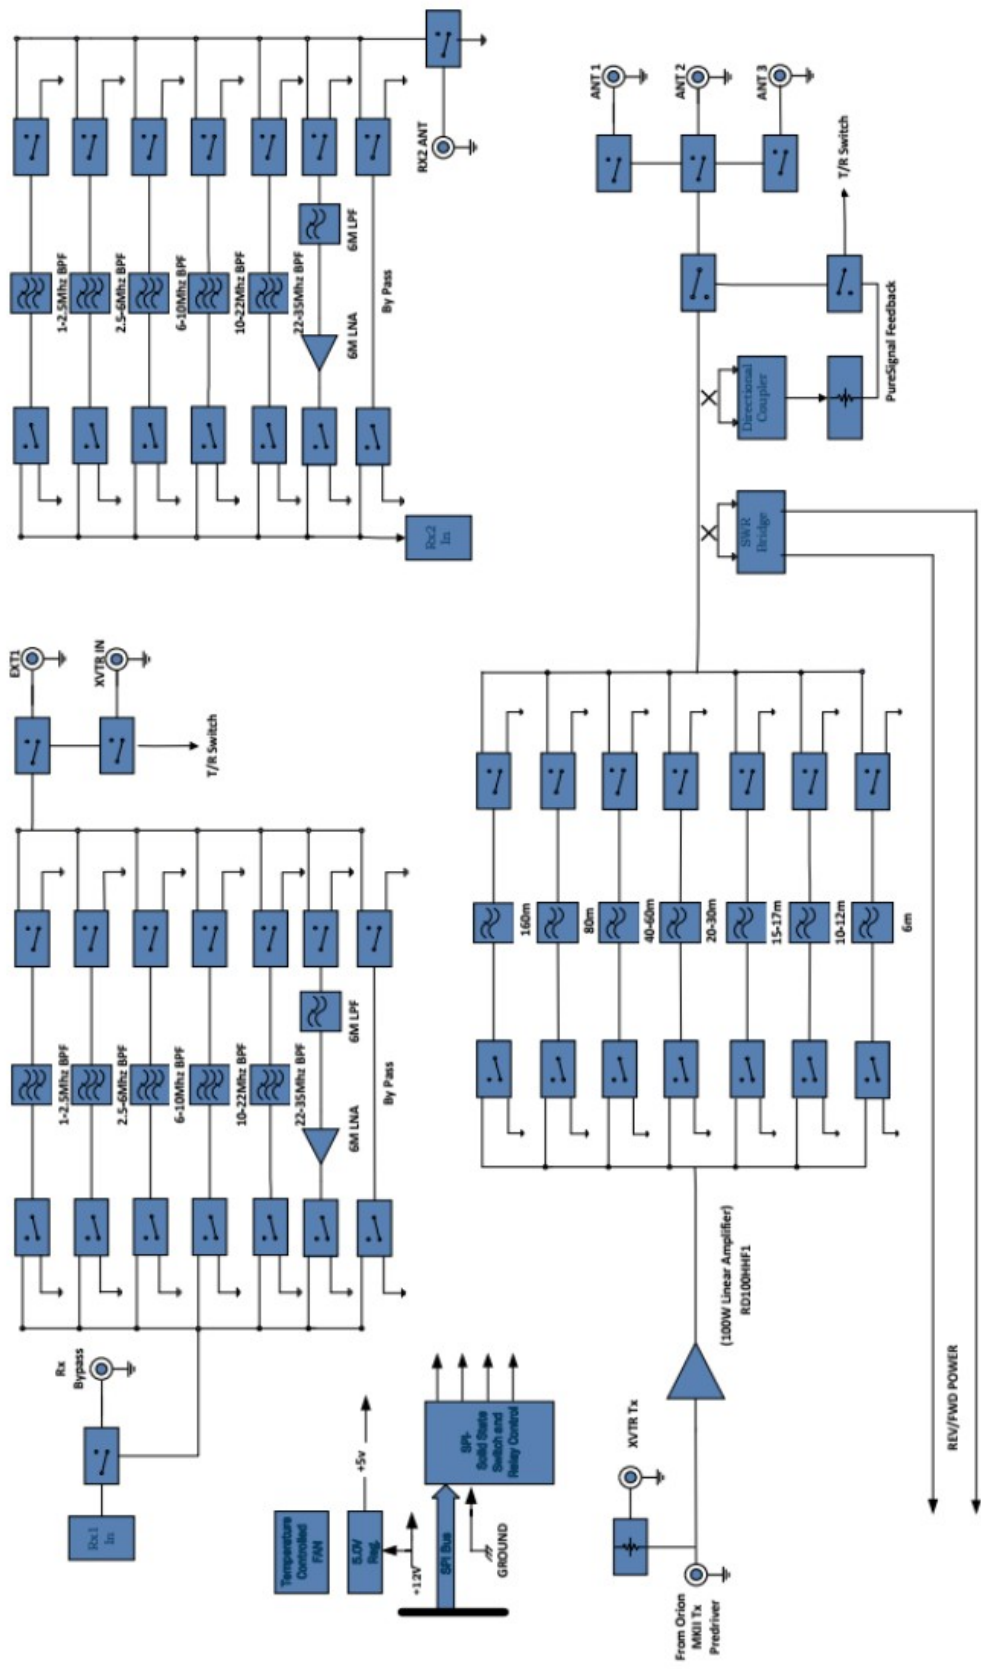 Rx1
In
Rx
Bypass
1-2.5Mhz BPF
2.5-6Mhz BPF
6-10Mhz BPF
10-22Mhz BPF
22-35Mhz BPF
6M LNA
6M LPF
By Pass
EXT1
XVTR IN
T/R Switch
Rx2
In
1-2.5Mhz BPF
2.5-6Mhz BPF
6-10Mhz BPF
10-22Mhz BPF
22-35Mhz BPF
6M LNA
6M LPF
By Pass
RX2 ANT
Temperature
Controlled
FAN
5.0V
Reg.
+5v
+12V
SPI Bus
GROUND
SPI-
Solid State
Switch and
Relay Control
XVTR Tx
From Orion
MKII Tx
Predriver
(100W Linear Amplifier)
RD100HHF1
160m
80m
40-60m
20-30m
15-17m
10-12m
6m
SWR
Bridge
Directional
Coupler
PureSignal Feedback
T/R Switch
ANT 1
ANT 2
ANT 3
REV/FWD POWER